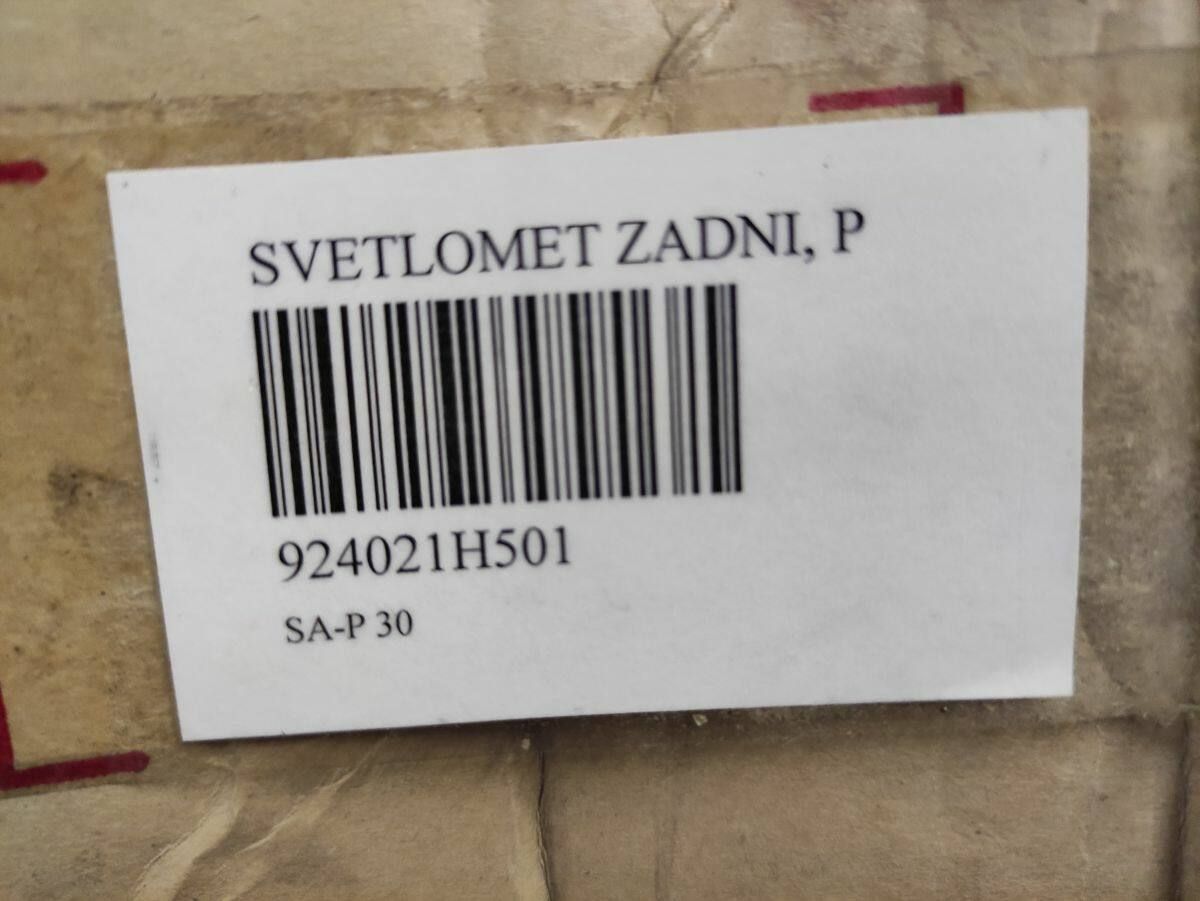 SVETLOMET ZADNI, P
924021H501
SA-P 30